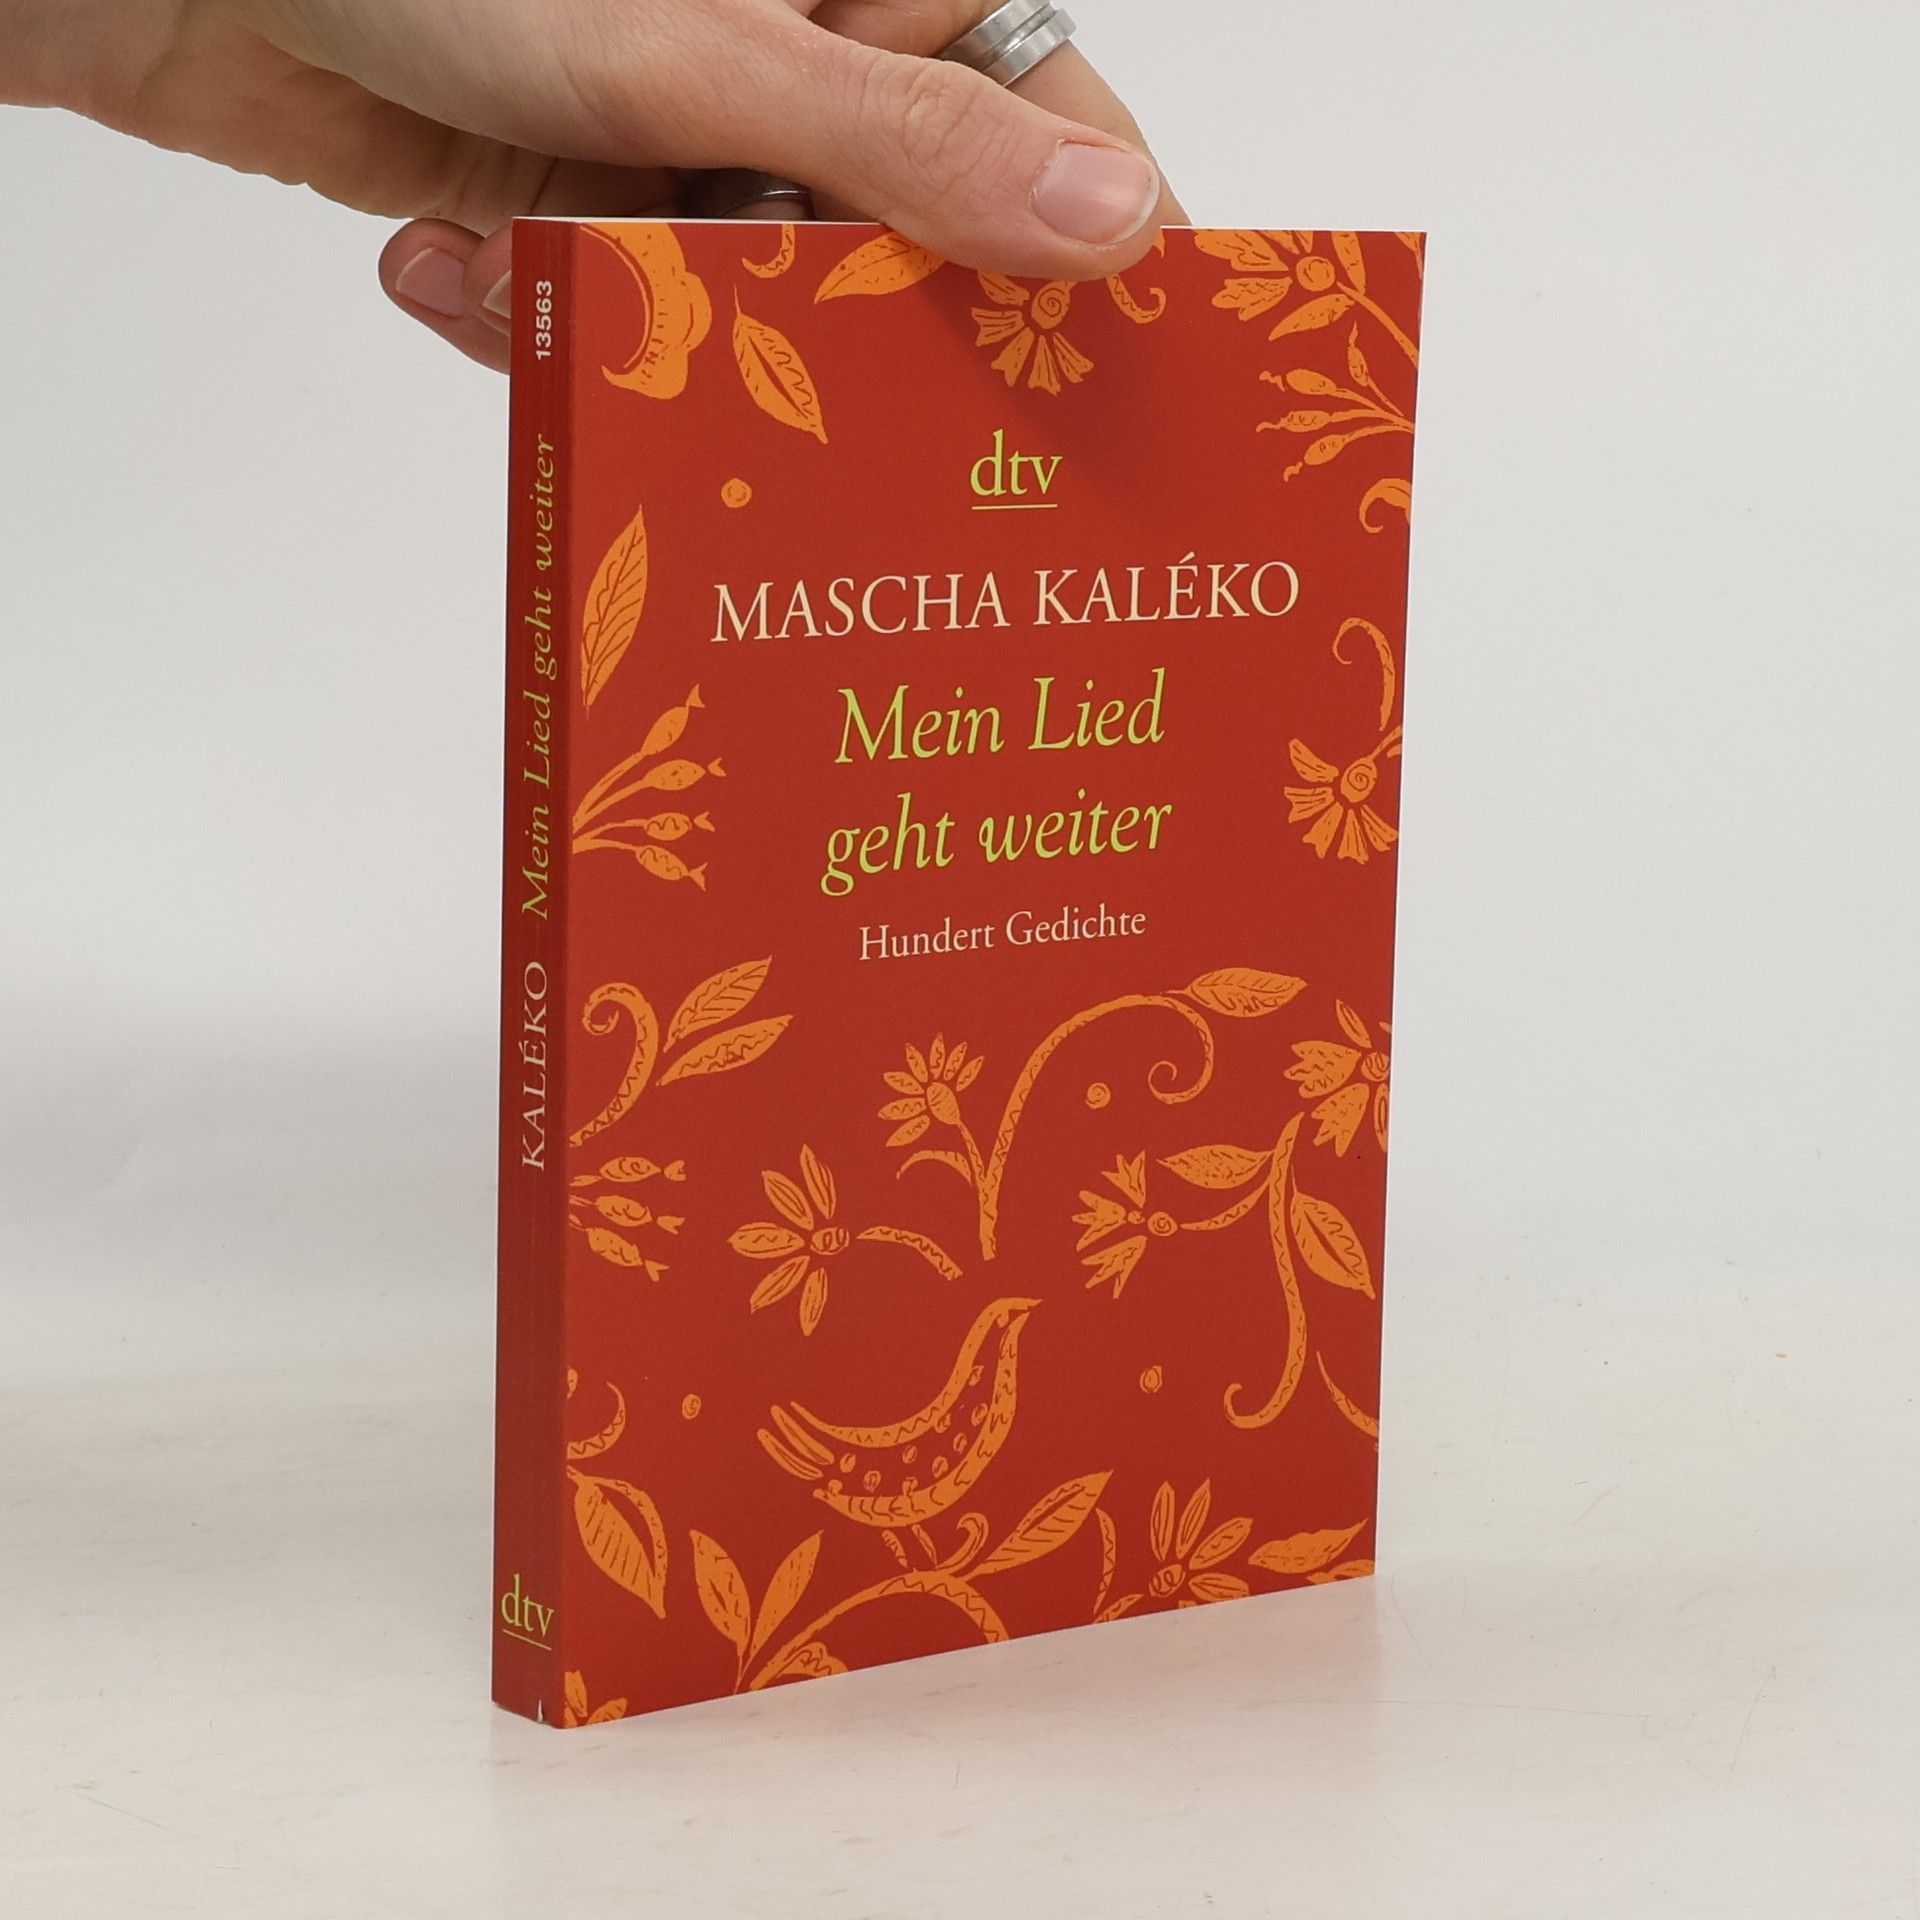 13563
KALÉKO Mein Lied geht weiter
dtv
dtv
MASCHA KALÉKO
Mein Lied
geht weiter
Hundert Gedichte